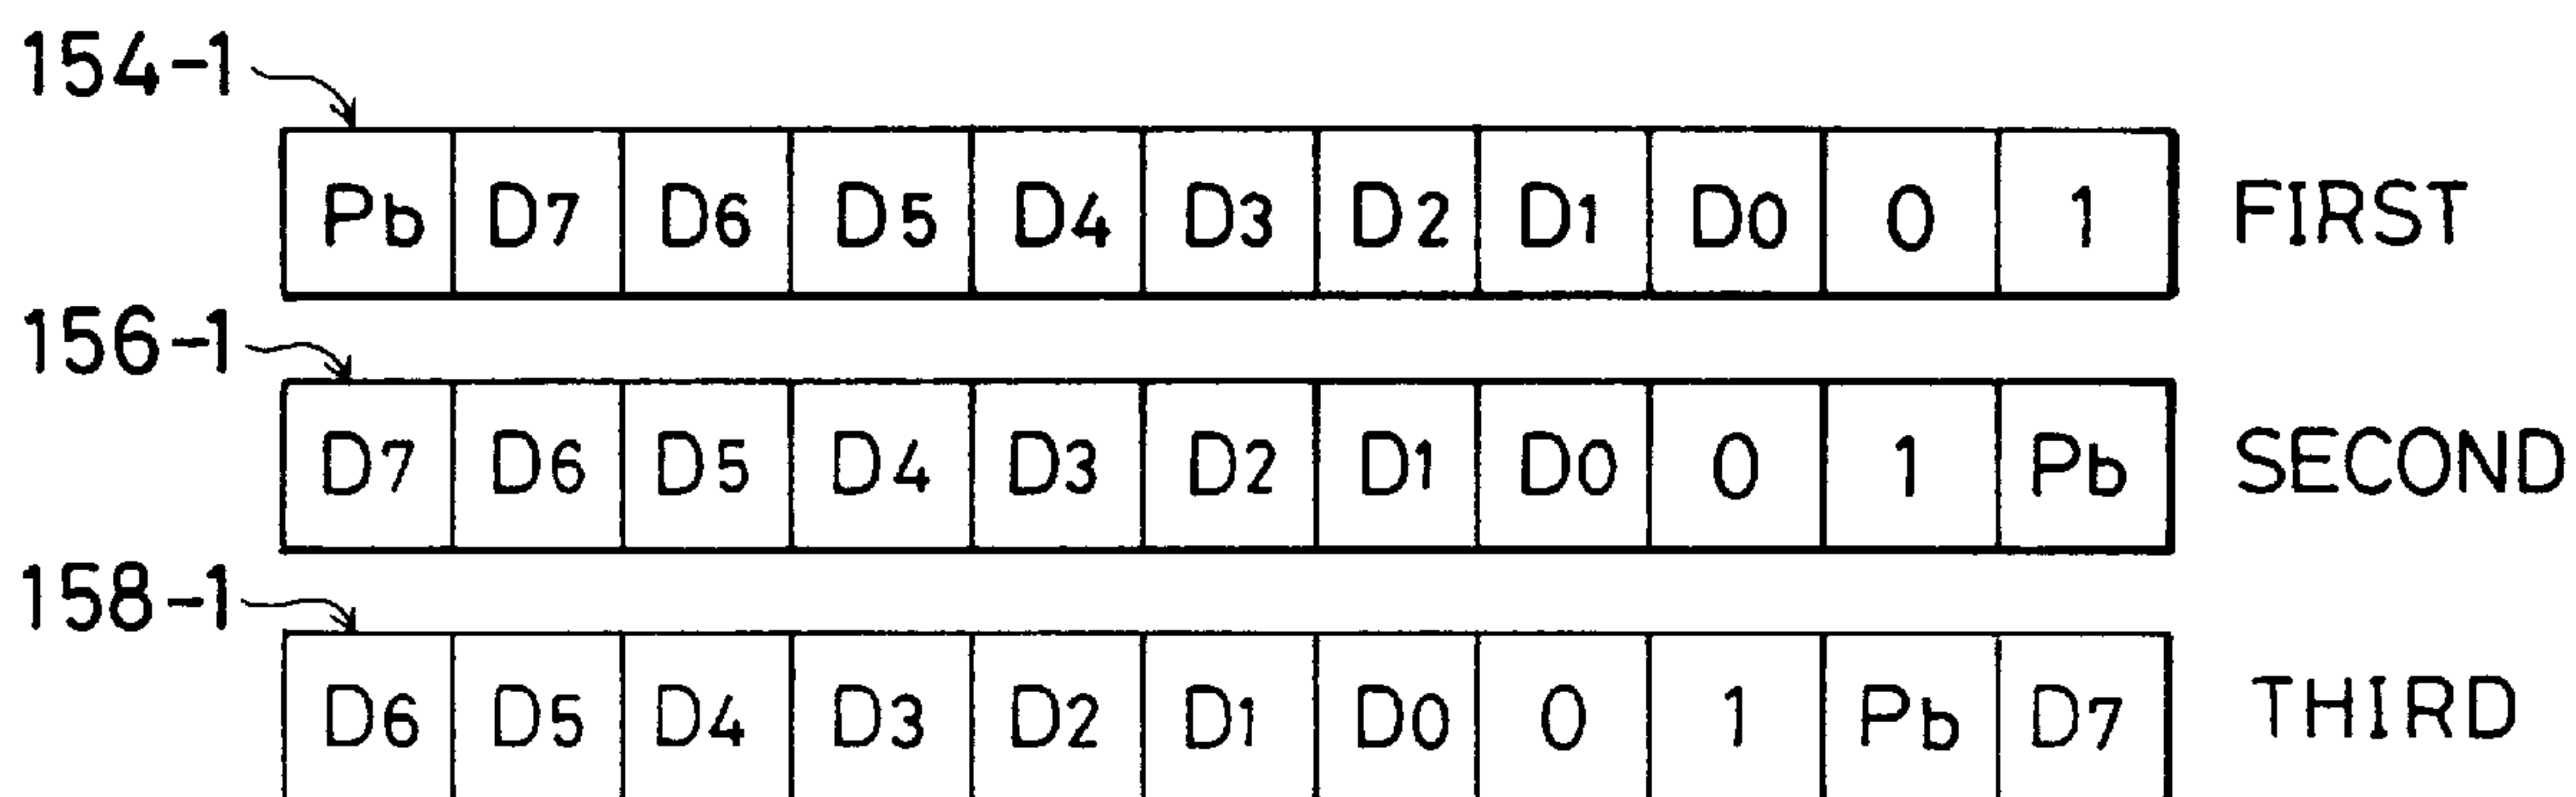 154-1
Pb D7 D6 D5 D4 D3 D2 D1 D0 0 1 FIRST
156-1
D7 D6 D5 D4 D3 D2 D1 D0 0 1 Pb SECOND
158-1
D6 D5 D4 D3 D2 D1 D0 0 1 Pb D7 THIRD